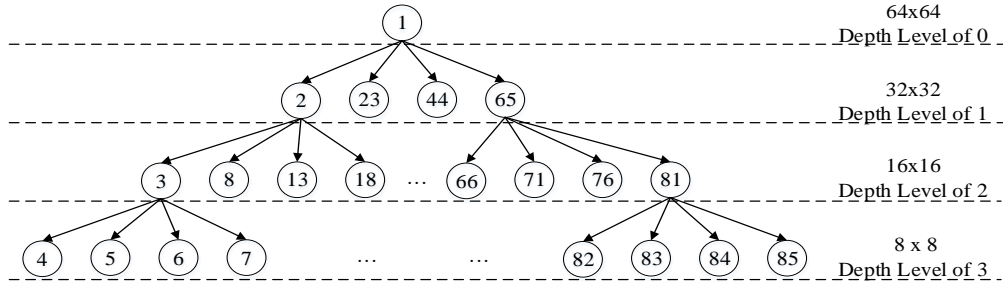 1
64x64
Depth Level of 0
2 23 44 65
32x32
Depth Level of 1
3 8 13 18 ... 66 71 76 81
16x16
Depth Level of 2
4 5 6 7 ... ... 82 83 84 85
8 x 8
Depth Level of 3